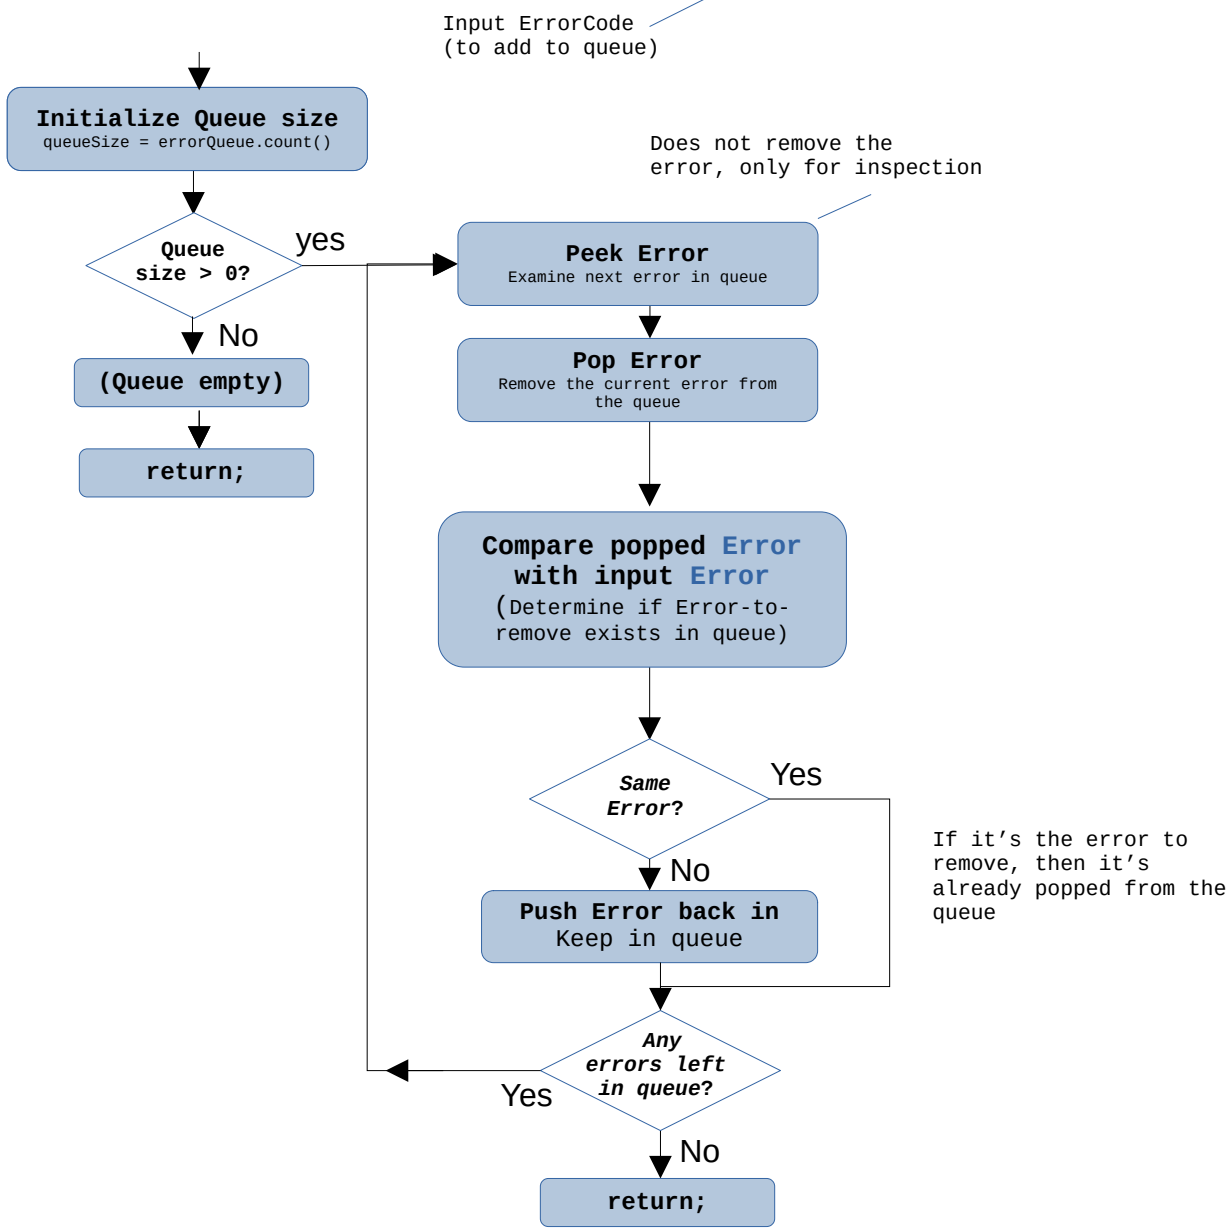 Input ErrorCode
(to add to queue)
Initialize Queue size
queueSize = errorQueue.count()
Does not remove the
error, only for inspection
Queue
size > 0?
yes
Peek Error
Examine next error in queue
No
(Queue empty)
Pop Error
Remove the current error from
the queue
return;
Compare popped Error
with input Error
(Determine if Error-to-
remove exists in queue)
Same
Error?
Yes
If it’s the error to
remove, then it’s
already popped from the
queue
No
Push Error back in
Keep in queue
Any
errors left
in queue?
Yes
No
return;